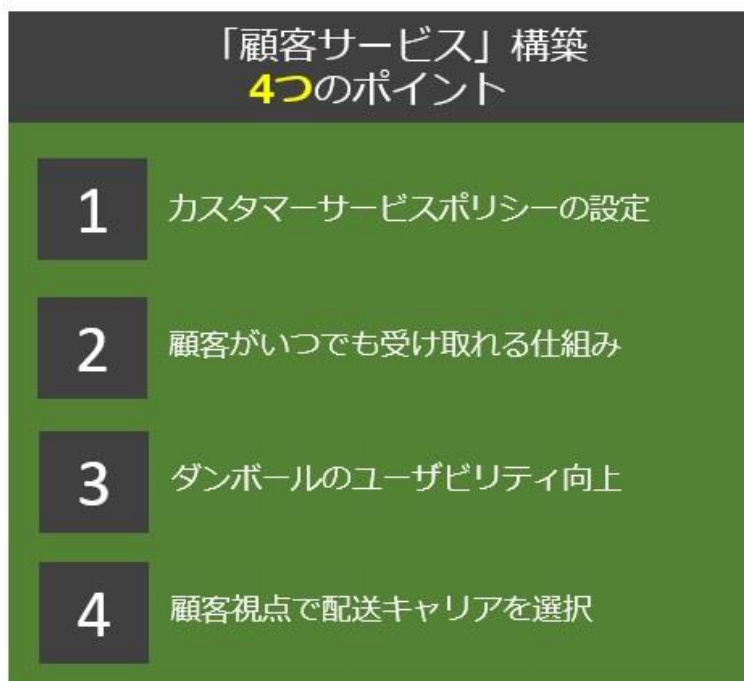 「顧客サービス」構築
4つのポイント
1 カスタマーサービスポリシーの設定
2 顧客がいつでも受け取れる仕組み
3 ダンボールのユーザビリティ向上
4 顧客視点で配送キャリアを選択